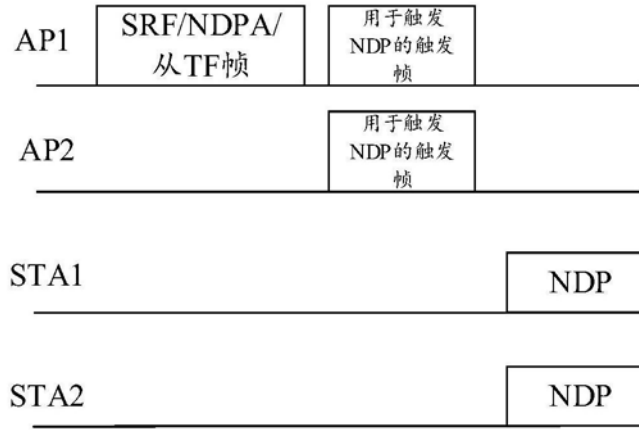 AP1
SRF/NDPA/
从TF帧
用于触发
NDP的触发
帧
AP2
用于触发
NDP的触发
帧
STA1
NDP
STA2
NDP